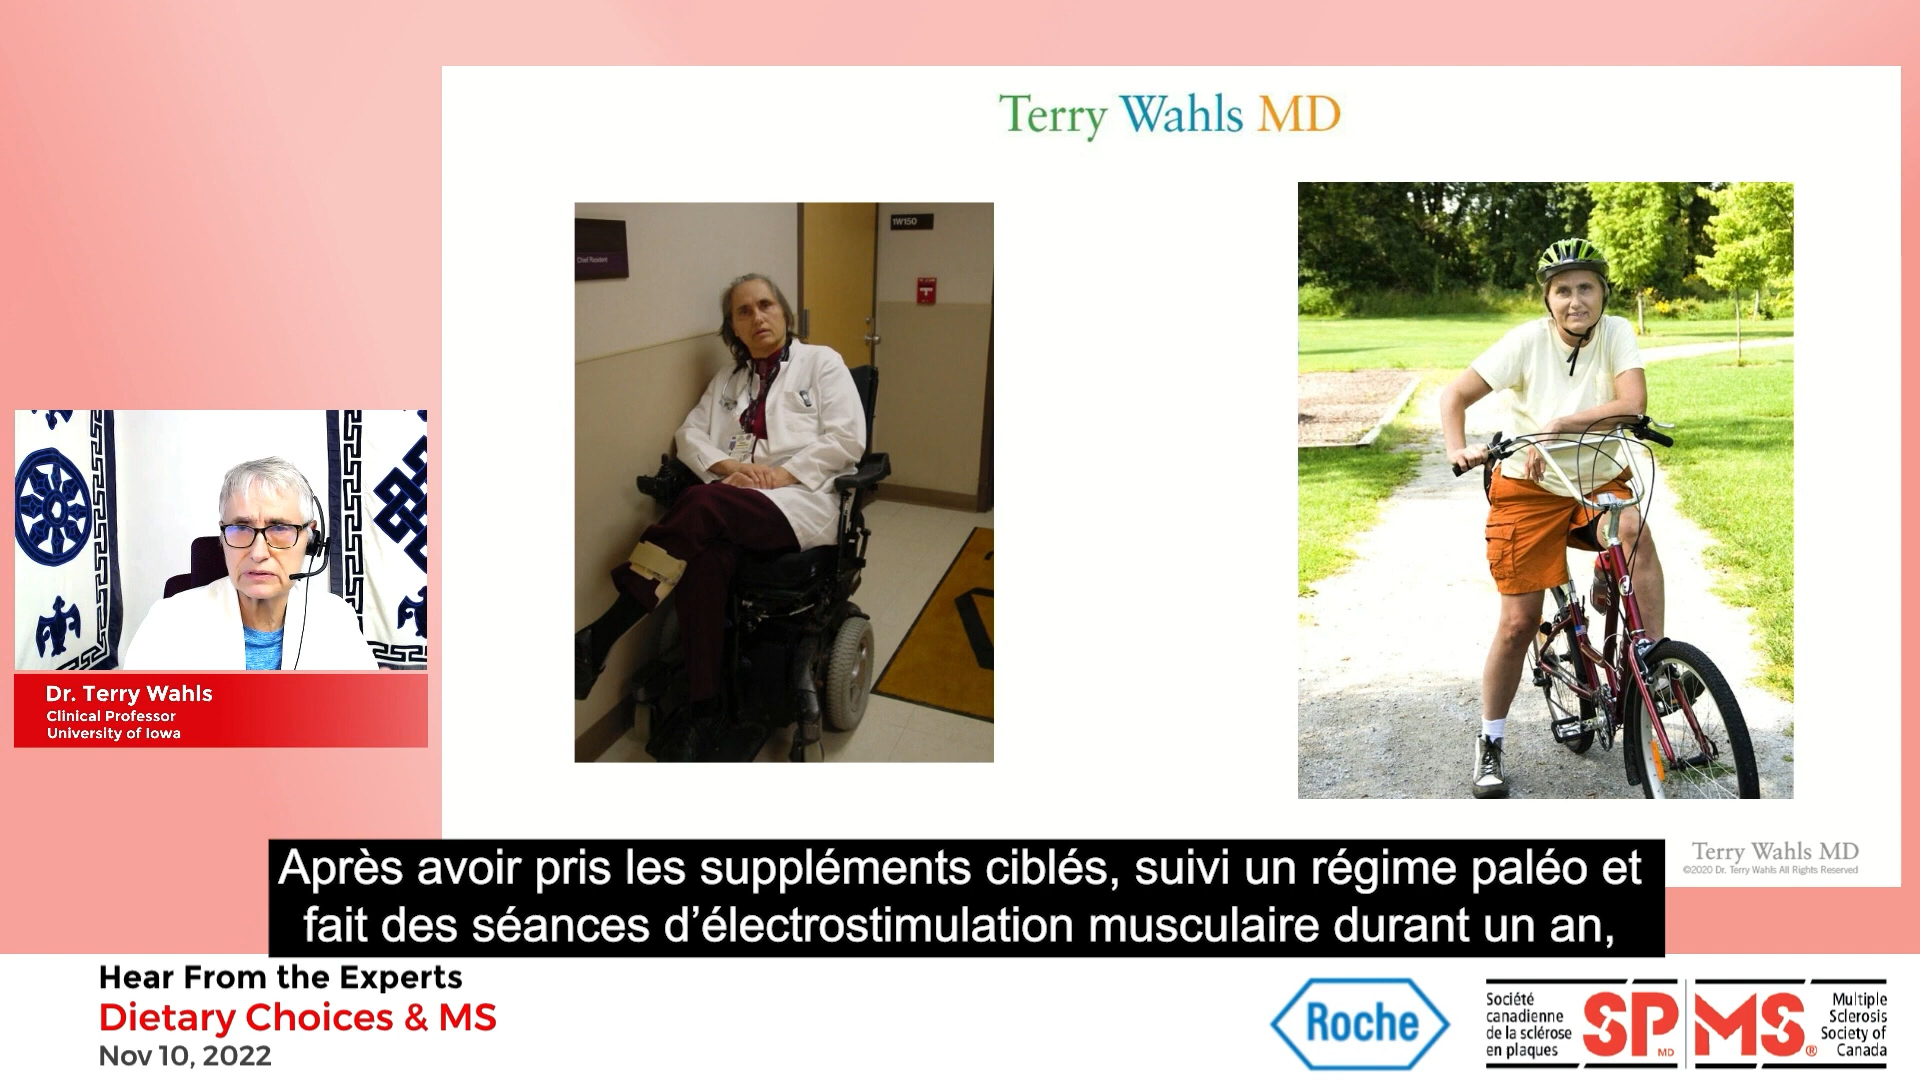 Terry Wahls MD
Chief Resident
1W150
Dr. Terry Wahls
Clinical Professor
University of Iowa
Terry Wahls MD
©2020 Dr. Terry Wahls All Rights Reserved
Après avoir pris les suppléments ciblés, suivi un régime paléo et
fait des séances d’électrostimulation musculaire durant un an,
Hear From the Experts
Dietary Choices & MS
Nov 10, 2022
Roche
Société
canadienne
de la sclérose
en plaques
SP MD
MS®
Multiple
Sclerosis
Society of
Canada